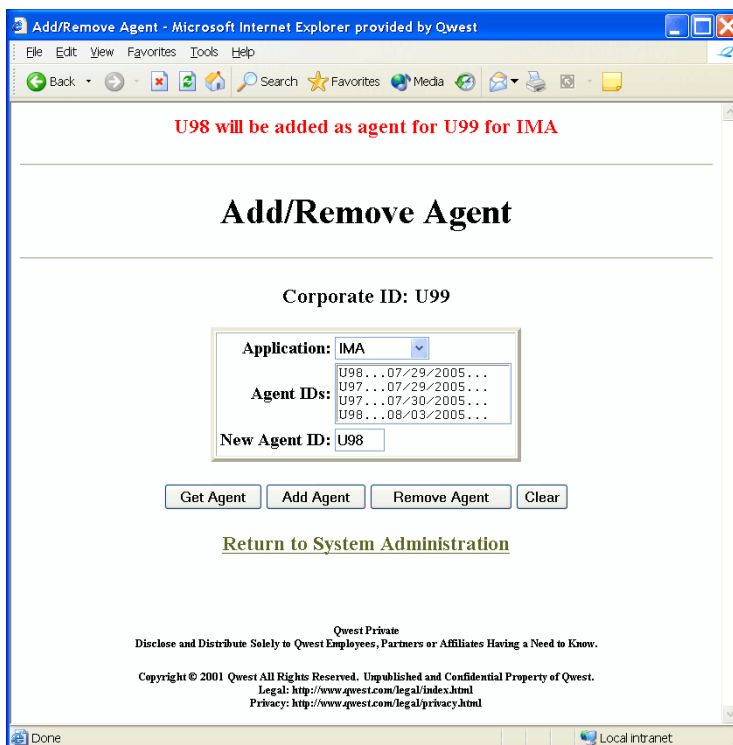 Add/Remove Agent - Microsoft Internet Explorer provided by Qwest
File Edit View Favorites Tools Help
Back Search Favorites Media
U98 will be added as agent for U99 for IMA
Add/Remove Agent
Corporate ID: U99
Application: IMA
Agent IDs:
U98...07/29/2005...
U97...07/29/2005...
U97...07/30/2005...
U98...08/03/2005...
New Agent ID: U98
Get Agent Add Agent Remove Agent Clear
Return to System Administration
Qwest Private
Disclose and Distribute Solely to Qwest Employees, Partners or Affiliates Having a Need to Know.
Copyright © 2001 Qwest All Rights Reserved. Unpublished and Confidential Property of Qwest.
Legal: http://www.qwest.com/legal/index.html
Privacy: http://www.qwest.com/legal/privacy.html
Done Local intranet